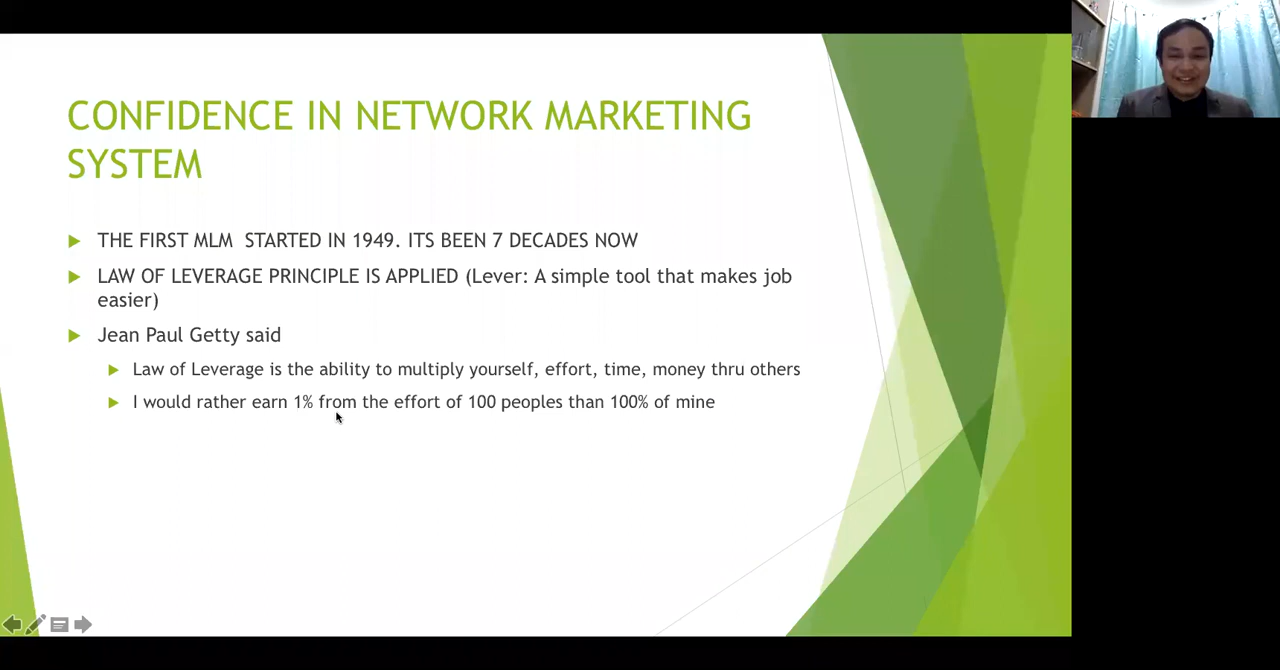 CONFIDENCE IN NETWORK MARKETING
SYSTEM
THE FIRST MLM STARTED IN 1949. ITS BEEN 7 DECADES NOW
LAW OF LEVERAGE PRINCIPLE IS APPLIED (Lever: A simple tool that makes job
easier)
Jean Paul Getty said
Law of Leverage is the ability to multiply yourself, effort, time, money thru others
I would rather earn 1% from the effort of 100 peoples than 100% of mine